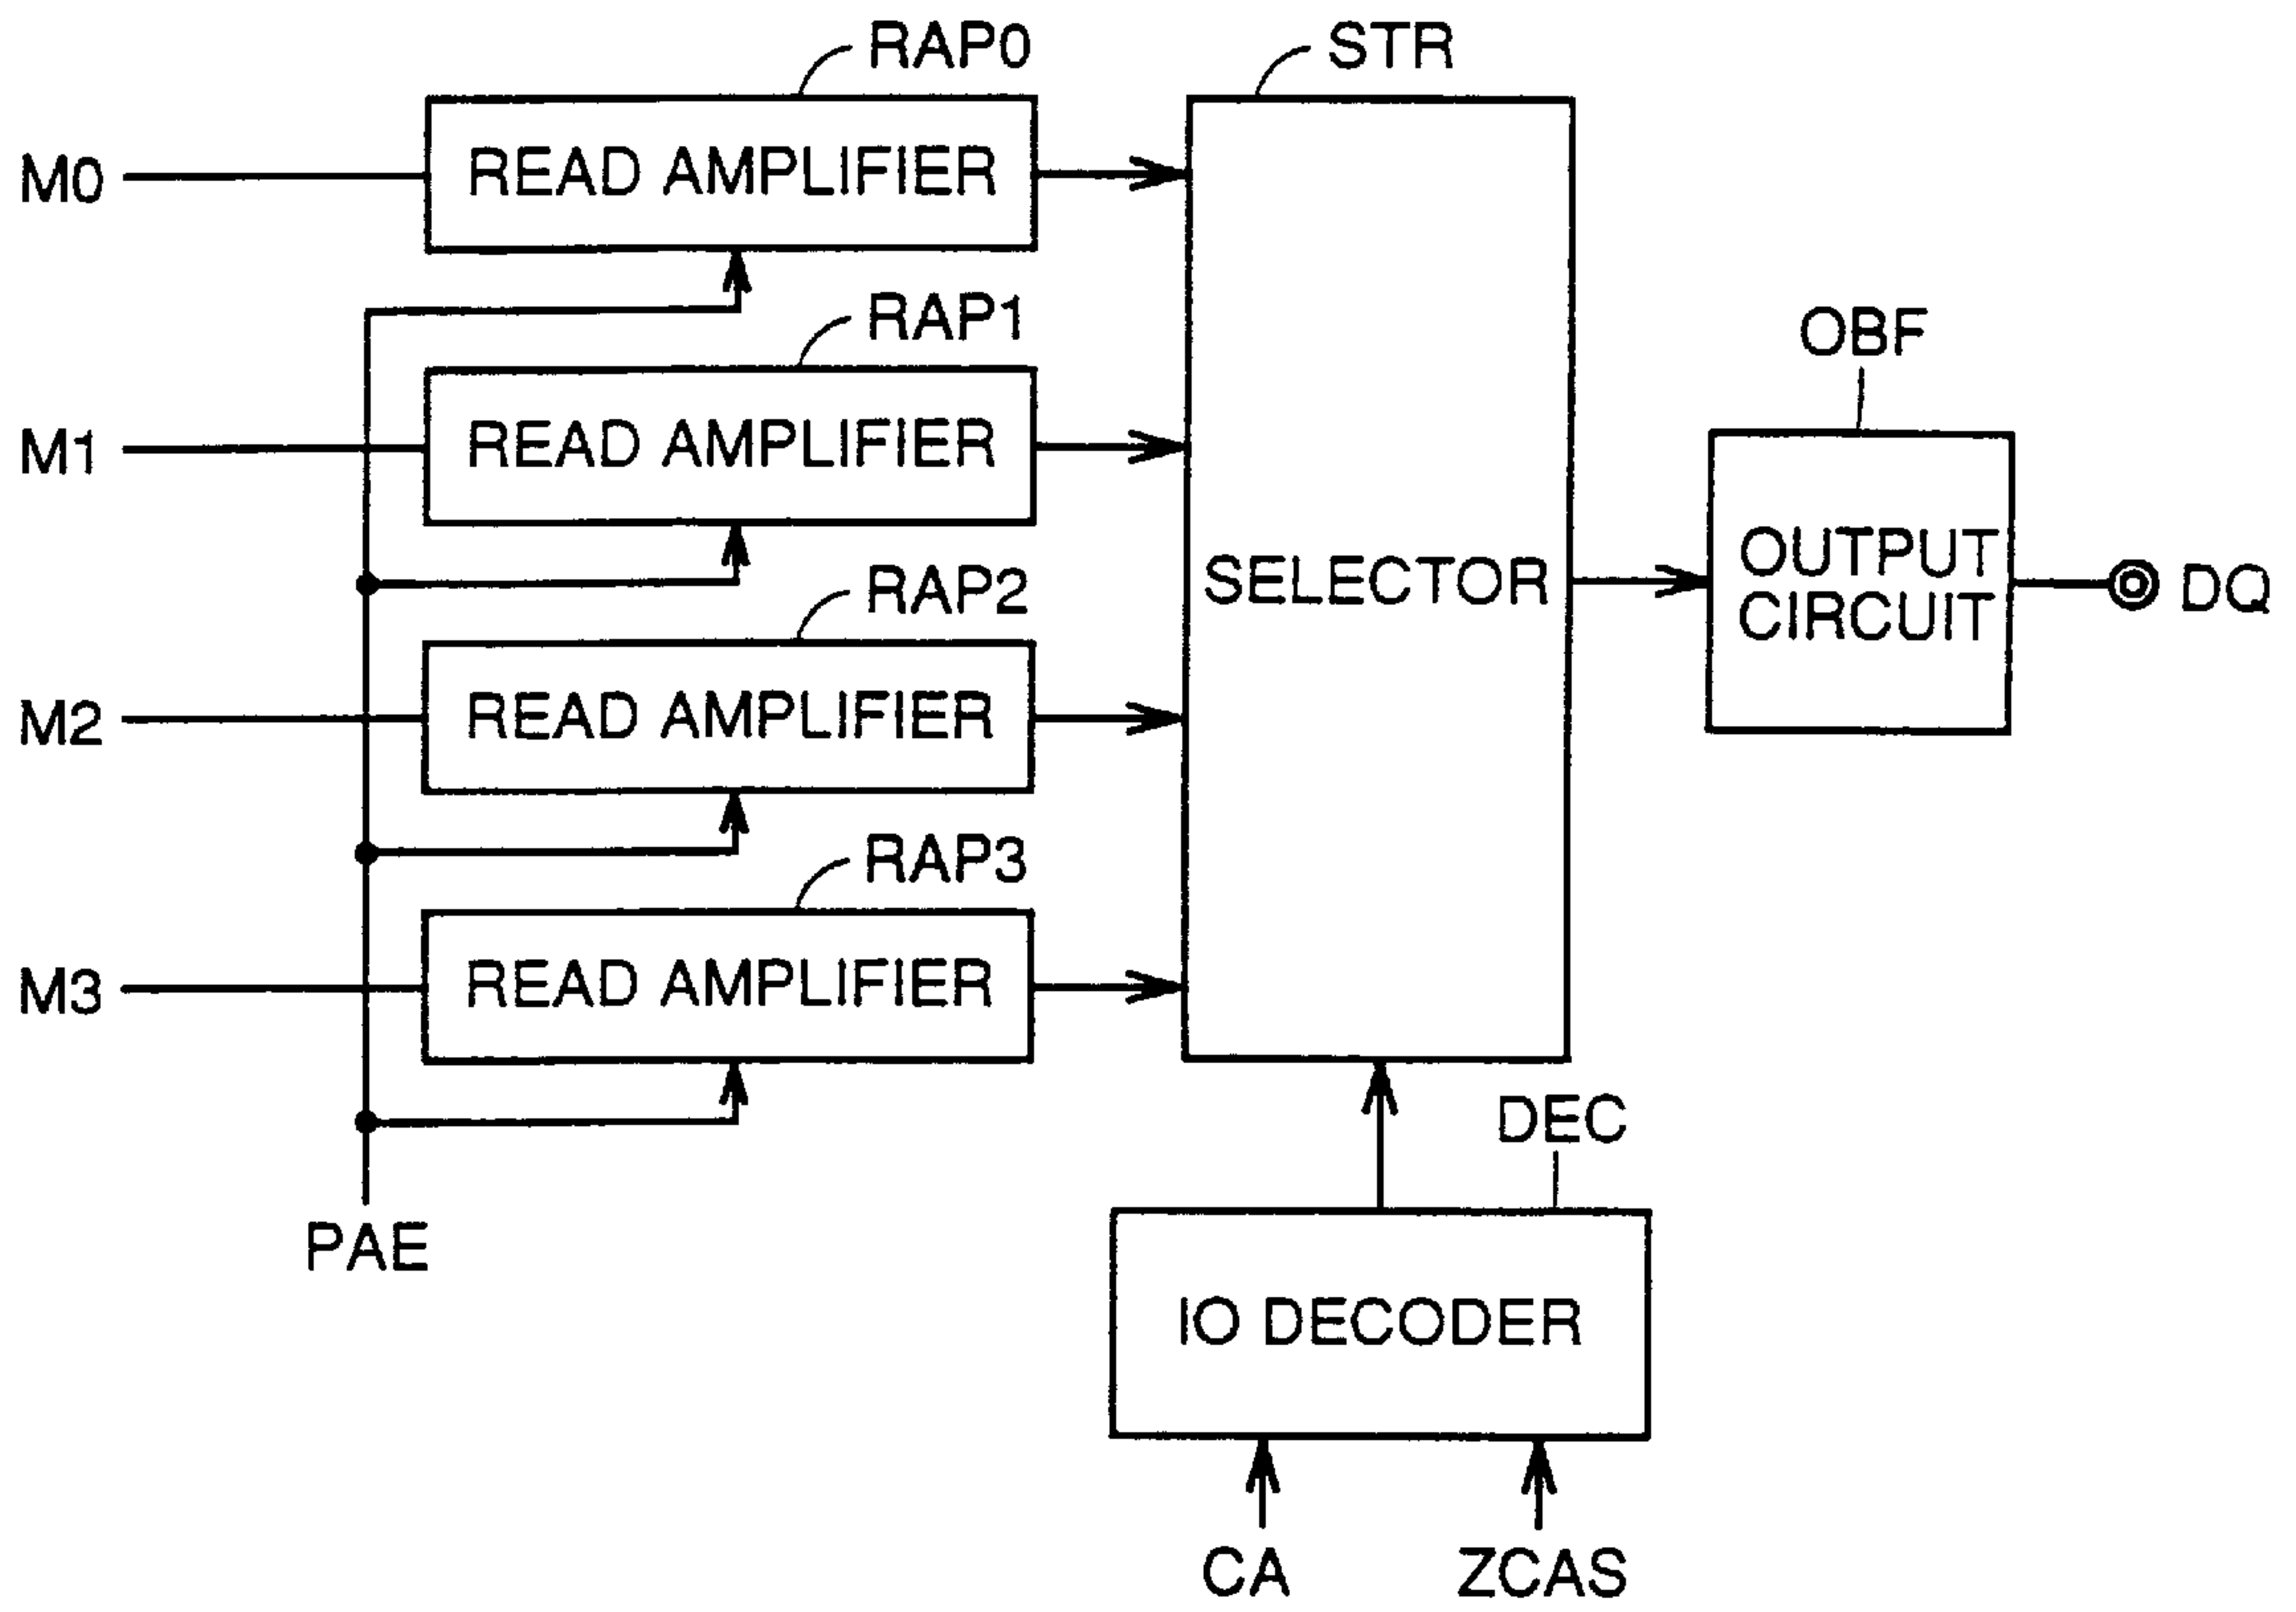 RAP0
STR
M0
READ AMPLIFIER
RAP1
OBF
M1
READ AMPLIFIER
SELECTOR
OUTPUT
CIRCUIT
DQ
RAP2
M2
READ AMPLIFIER
RAP3
M3
READ AMPLIFIER
DEC
PAE
IO DECODER
CA
ZCAS